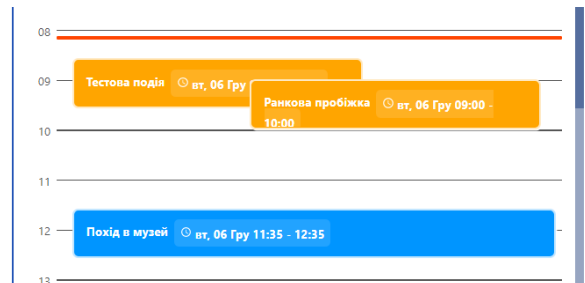 08
09
Тестова подія вт, 06 Гру
Ранкова пробіжка вт, 06 Гру 09:00 -
10:00
10
11
12
Похід в музей вт, 06 Гру 11:35 - 12:35
13